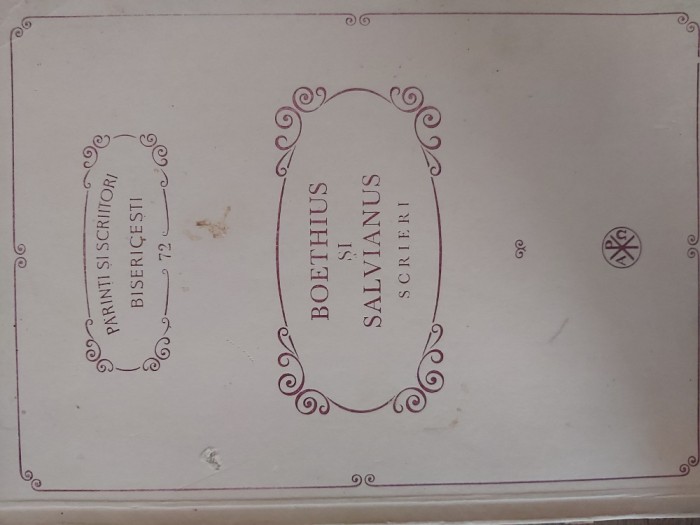 PĂRINȚI ȘI SCRIITORI
BISERICEȘTI
72
BOETHIUS
ȘI
SALVIANUS
SCRIERI